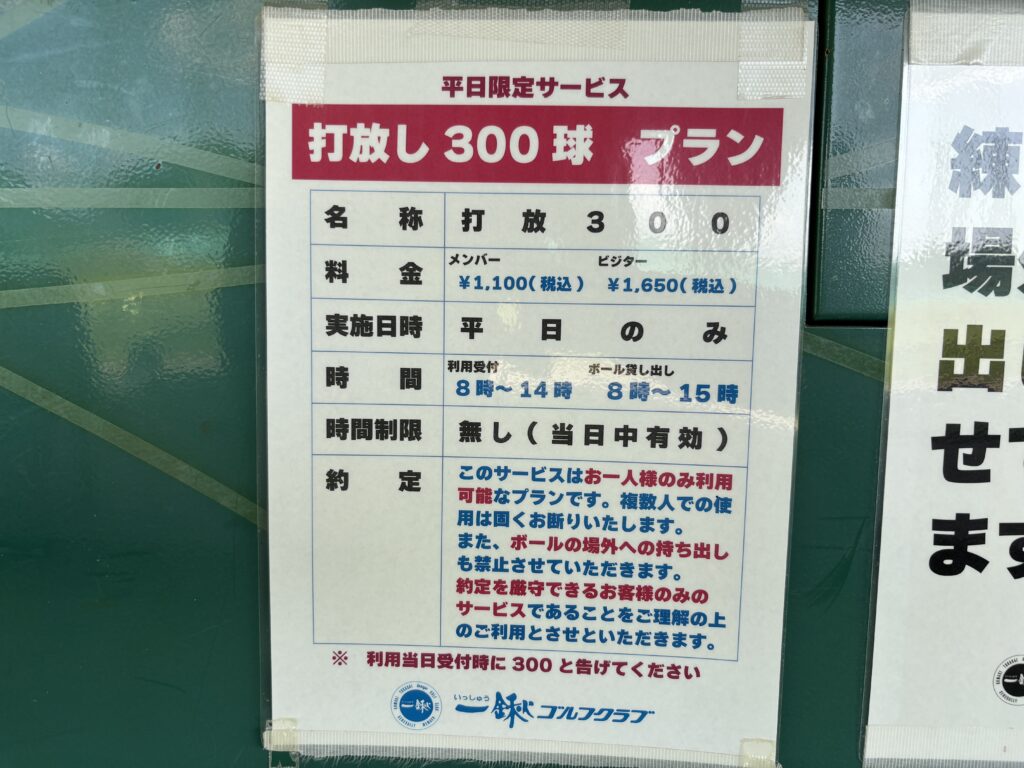 平日限定サービス
打放し300球　プラン
名称　打放300
料金　メンバー　ビジター
¥1,100(税込)　¥1,650(税込)
実施日時　平日のみ
時間　利用受付　ボール貸し出し
8時～14時　8時～15時
時間制限　無し(当日中有効)
約定　このサービスはお一人様のみ利用
可能なプランです。複数人での使
用は固くお断りいたします。
また、ボールの場外への持ち出し
も禁止させていただきます。
約定を厳守できるお客様のみの
サービスであることをご理解の上
のご利用とさせといただきます。
※　利用当日受付時に300と告げてください
いっしゅう
一鍬ゴルフクラブ
練
場
出し
せ
ます